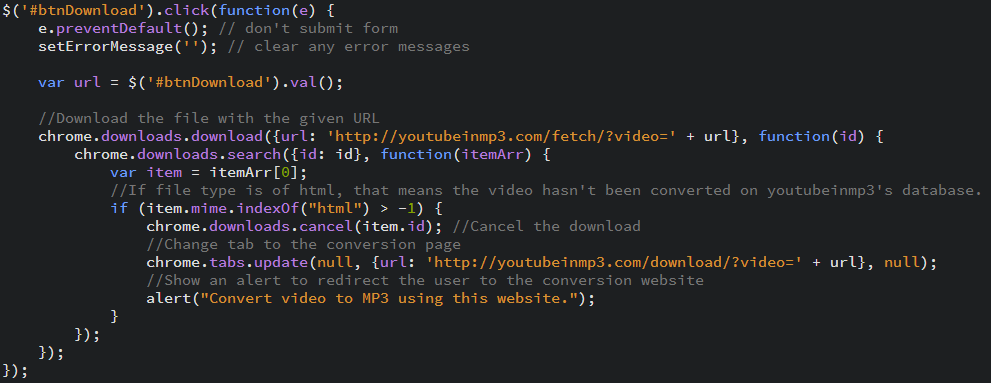 $('#btnDownload').click(function(e) {
    e.preventDefault(); // don't submit form
    setErrorMessage(''); // clear any error messages

    var url = $('#btnDownload').val();

    //Download the file with the given URL
    chrome.downloads.download({url: 'http://youtubeinmp3.com/fetch/?video=' + url}, function(id) {
        chrome.downloads.search({id: id}, function(itemArr) {
            var item = itemArr[0];
            //If file type is of html, that means the video hasn't been converted on youtubeinmp3's database.
            if (item.mime.indexOf("html") > -1) {
                chrome.downloads.cancel(item.id); //Cancel the download
                //Change tab to the conversion page
                chrome.tabs.update(null, {url: 'http://youtubeinmp3.com/download/?video=' + url}, null);
                //Show an alert to redirect the user to the conversion website
                alert("Convert video to MP3 using this website.");
            }
        });
    });
});